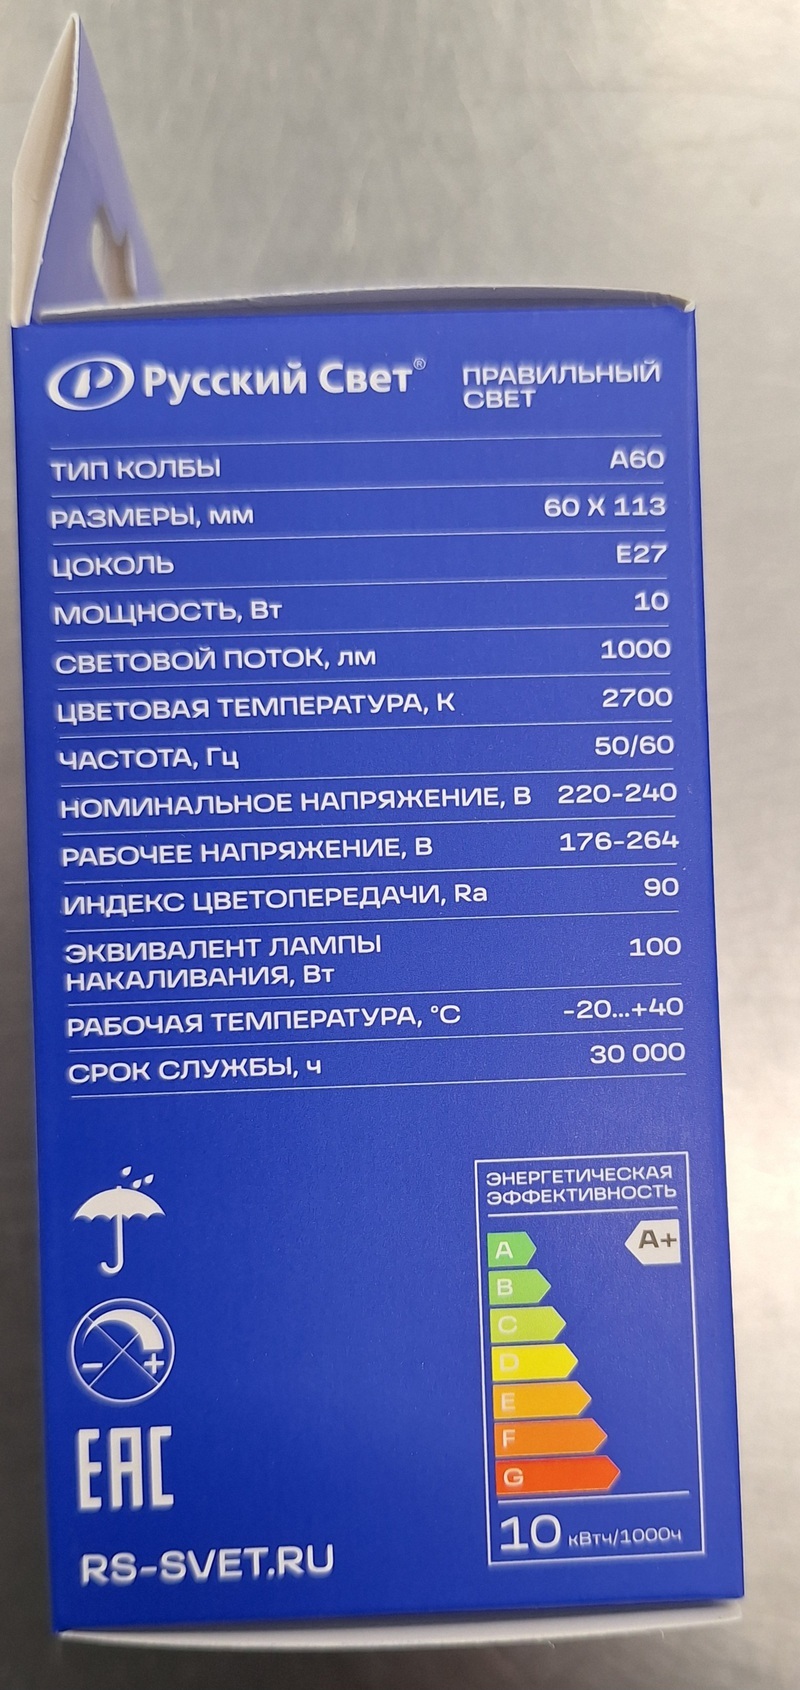 Русский Свет® ПРАВИЛЬНЫЙ
СВЕТ
ТИП КОЛБЫ A60
РАЗМЕРЫ, мм 60 X 113
ЦОКОЛЬ E27
МОЩНОСТЬ, Вт 10
СВЕТОВОЙ ПОТОК, лм 1000
ЦВЕТОВАЯ ТЕМПЕРАТУРА, К 2700
ЧАСТОТА, Гц 50/60
НОМИНАЛЬНОЕ НАПРЯЖЕНИЕ, В 220-240
РАБОЧЕЕ НАПРЯЖЕНИЕ, В 176-264
ИНДЕКС ЦВЕТОПЕРЕДАЧИ, Ra 90
ЭКВИВАЛЕНТ ЛАМПЫ
НАКАЛИВАНИЯ, Вт 100
РАБОЧАЯ ТЕМПЕРАТУРА, °C -20...+40
СРОК СЛУЖБЫ, ч 30 000
ЭНЕРГЕТИЧЕСКАЯ
ЭФФЕКТИВНОСТЬ
A A+
B
C
D
E
F
G
10 кВтч/1000ч
- +
EAC
RS-SVET.RU